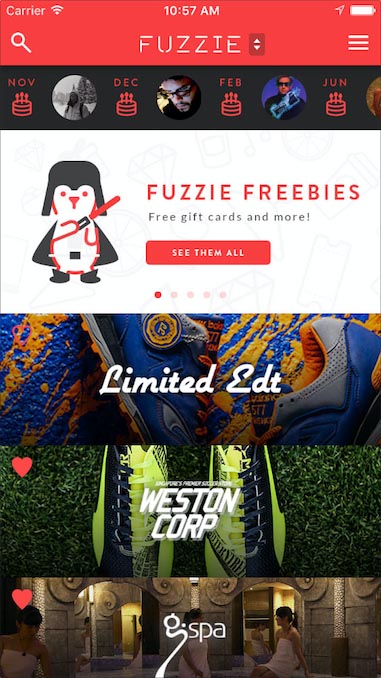 Carrier
10:57 AM
FUZZIE
NOV
DEC
FEB
JUN
FUZZIE FREEBIES
Free gift cards and more!
SEE THEM ALL
Limited Edt
SINGAPORE'S PREMIER SOCCER STORE
WESTON
CORP
g.spa